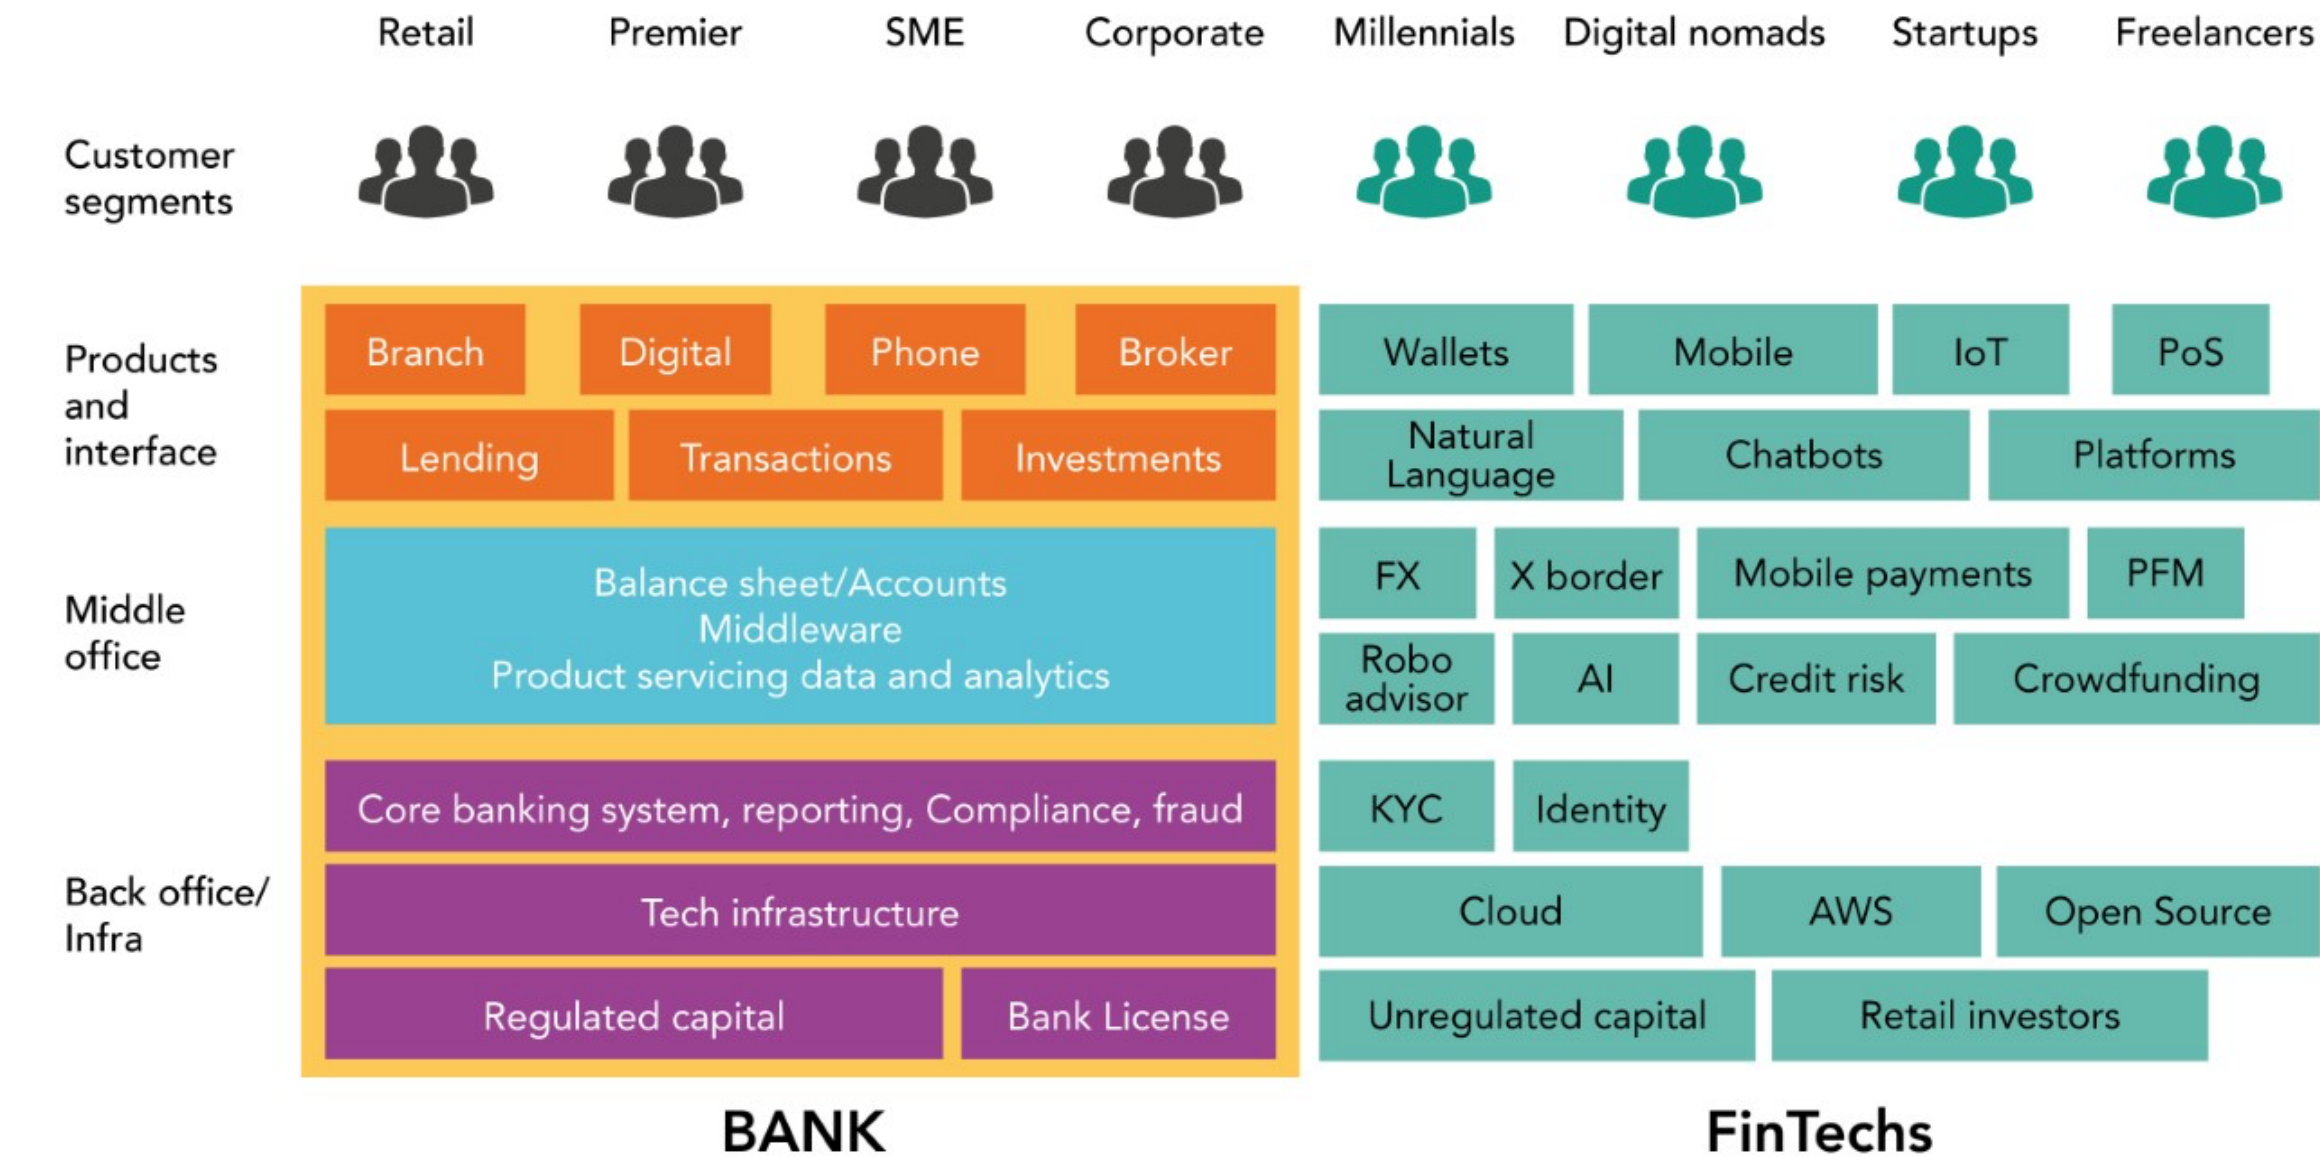 Retail Premier SME Corporate Millennials Digital nomads Startups Freelancers
Customer
segments
Products
and
interface
Branch Digital Phone Broker Wallets Mobile IoT PoS
Lending Transactions Investments
Natural
Language
Chatbots Platforms
Middle
office
Balance sheet/Accounts
Middleware
Product servicing data and analytics
FX X border Mobile payments PFM
Robo
advisor
AI Credit risk Crowdfunding
Back office/
Infra
Core banking system, reporting, Compliance, fraud
KYC Identity
Tech infrastructure
Cloud AWS Open Source
Regulated capital Bank License
Unregulated capital Retail investors
BANK FinTechs